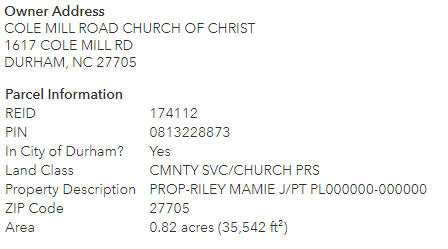 Owner Address
COLE MILL ROAD CHURCH OF CHRIST
1617 COLE MILL RD
DURHAM, NC 27705
Parcel Information
REID 174112
PIN 0813228873
In City of Durham? Yes
Land Class CMNTY SVC/CHURCH PRS
Property Description PROP-RILEY MAMIE J/PT PL000000-000000
ZIP Code 27705
Area 0.82 acres (35,542 ft²)